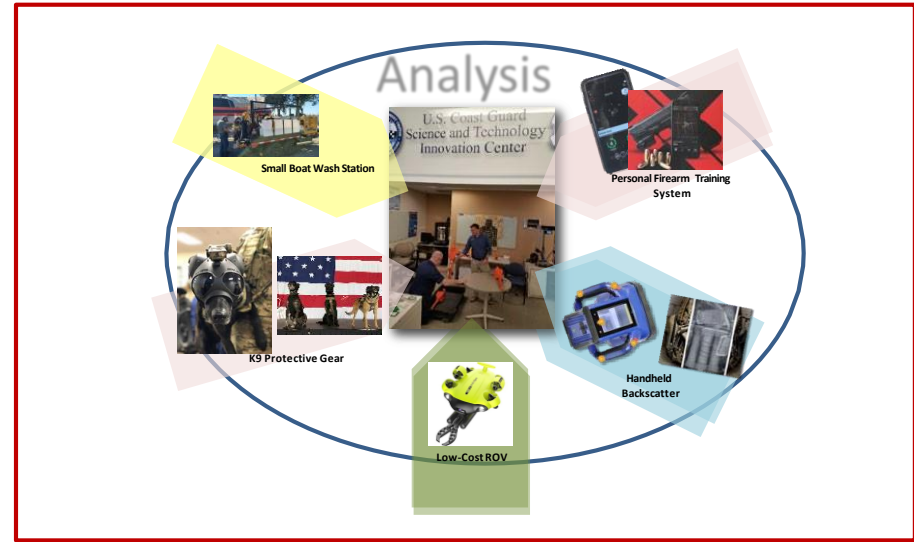 Analysis
U.S. Coast Guard
Science and Technology
Innovation Center
Small Boat Wash Station
Personal Firearm Training
System
K9 Protective Gear
Handheld
Backscatter
Low-Cost ROV